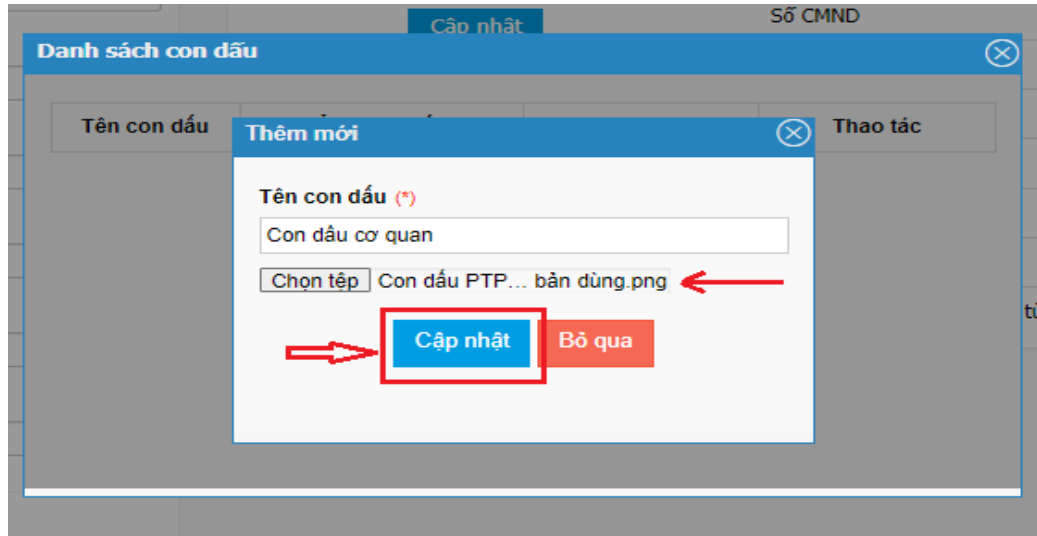 Số CMND
Cập nhật
Danh sách con dấu
Tên con dấu
Thao tác
Thêm mới
Tên con dấu (*)
Con dâu cơ quan
Chọn tệp Con dấu PTP... bản dùng.png
Cập nhật Bỏ qua